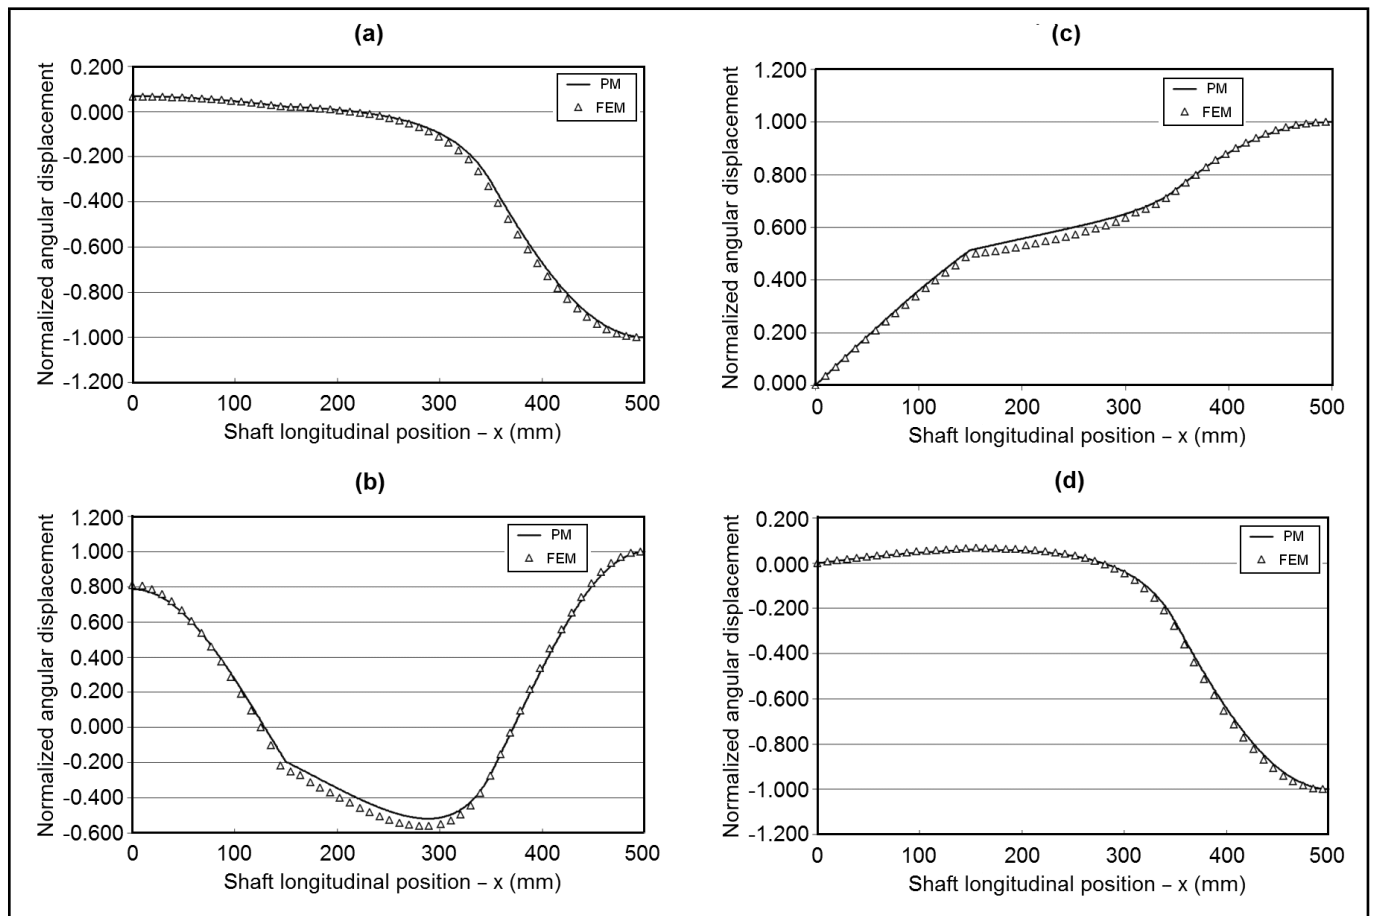 (a)
Normalized angular displacement
0.200
0.000
-0.200
-0.400
-0.600
-0.800
-1.000
-1.200
PM
FEM
0 100 200 300 400 500
Shaft longitudinal position – x (mm)
(c)
Normalized angular displacement
1.200
1.000
0.800
0.600
0.400
0.200
0.000
PM
FEM
0 100 200 300 400 500
Shaft longitudinal position – x (mm)
(b)
Normalized angular displacement
1.200
1.000
0.800
0.600
0.400
0.200
0.000
-0.200
-0.400
-0.600
PM
FEM
0 100 200 300 400 500
Shaft longitudinal position – x (mm)
(d)
Normalized angular displacement
0.200
0.000
-0.200
-0.400
-0.600
-0.800
-1.000
-1.200
PM
FEM
0 100 200 300 400 500
Shaft longitudinal position – x (mm)